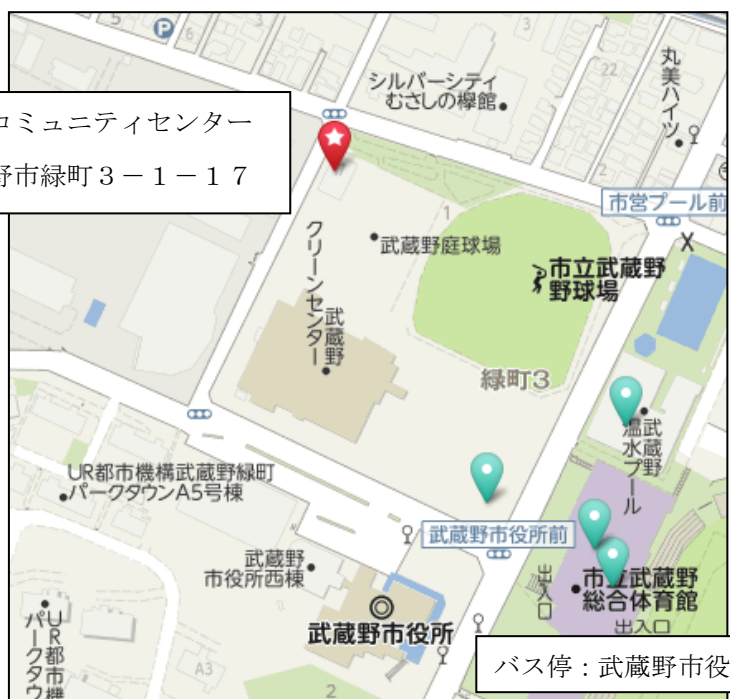 5
6
3
P
シルバーシティ
むさしの欅館
22
丸美ハイツ
コミュニティセンター
野市緑町3－1－17
市営プール前
1
武蔵野庭球場
市立武蔵野
野球場
武蔵野
クリーンセンター
緑町3
武蔵野
温水プール
UR都市機構武蔵野緑町
パークタウンA5号棟
武蔵野市役所前
武蔵野
市役所西棟
出入口
市立武蔵野
総合体育館
出入口
武蔵野市役所
UR都市機
パークタウ
A3
2
バス停：武蔵野市役